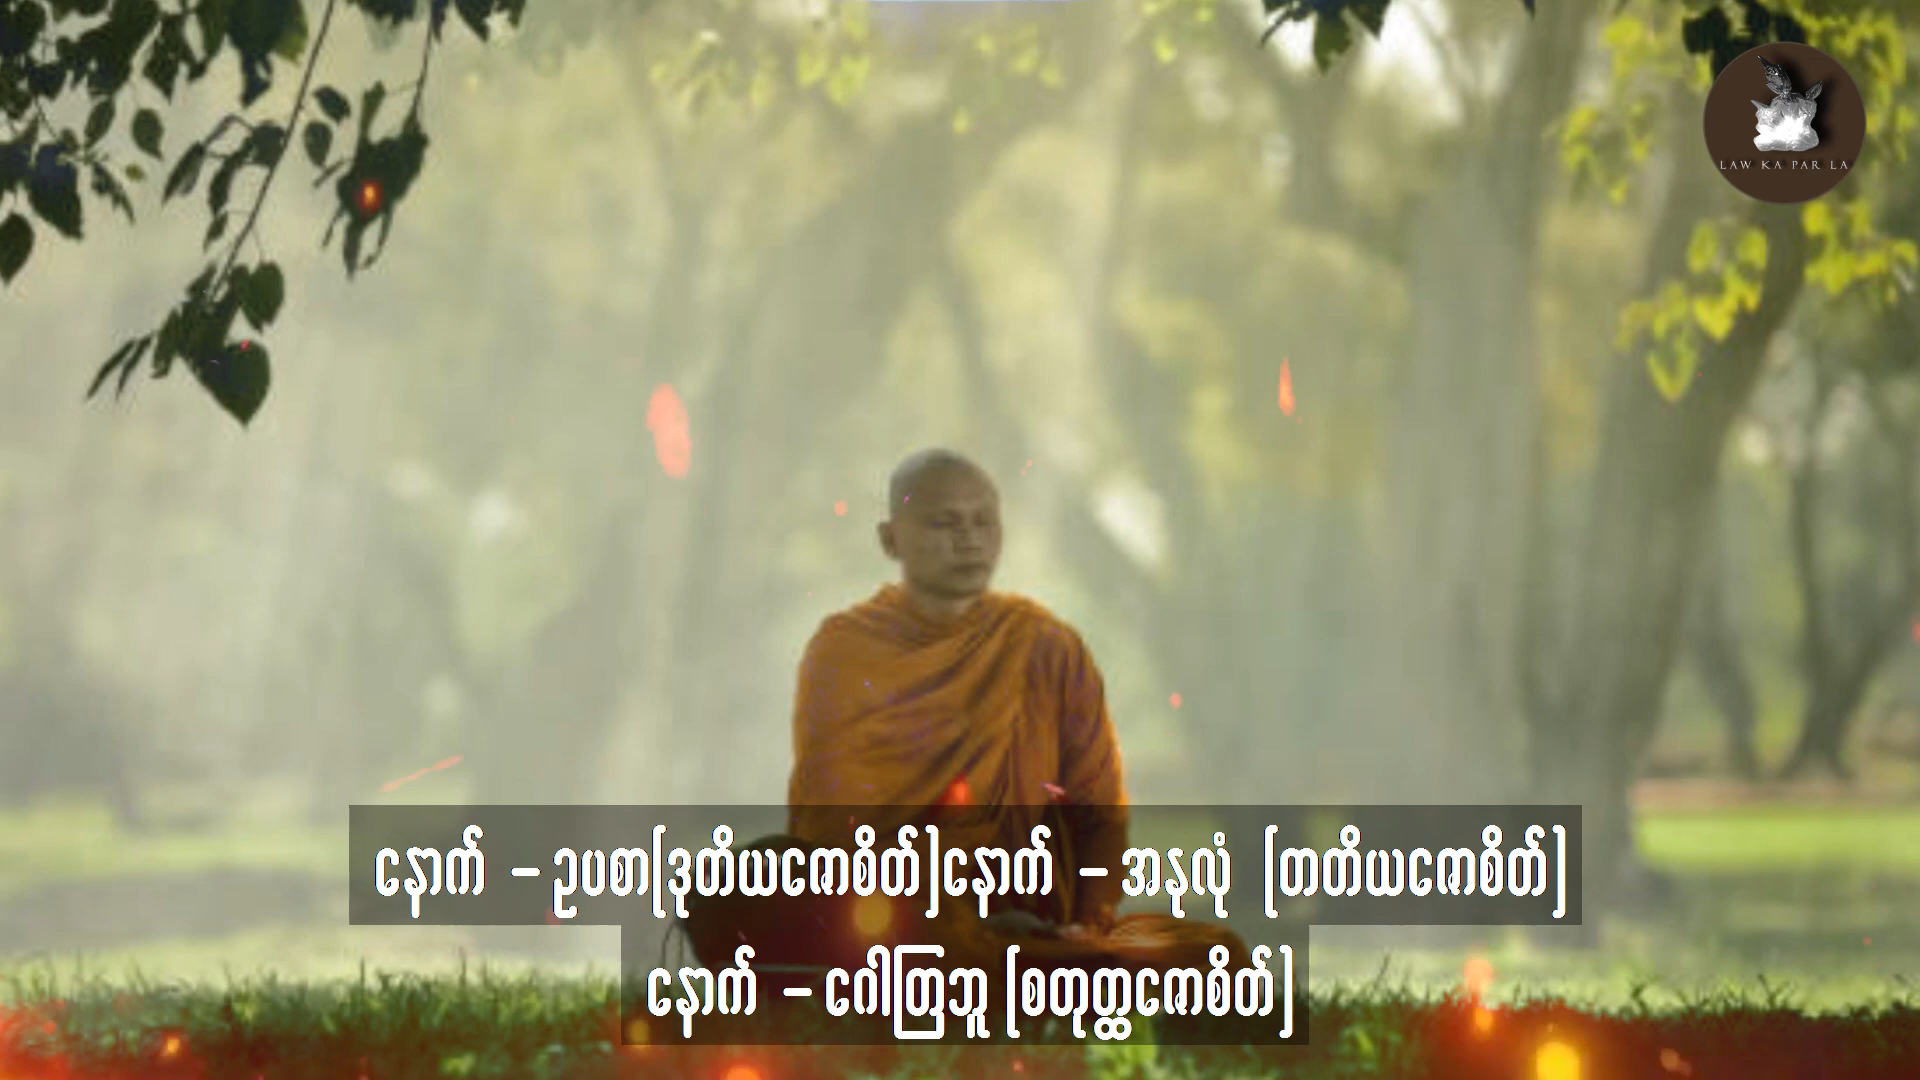 LAW KA PAR LA
နောက် – ဥပစာ[ဒုတိယဇောစိတ်]နောက် – အနုလုံ [တတိယဇောစိတ်]
နောက် – ဂေါတြဘူ [စတုတ္ထဇောစိတ်]